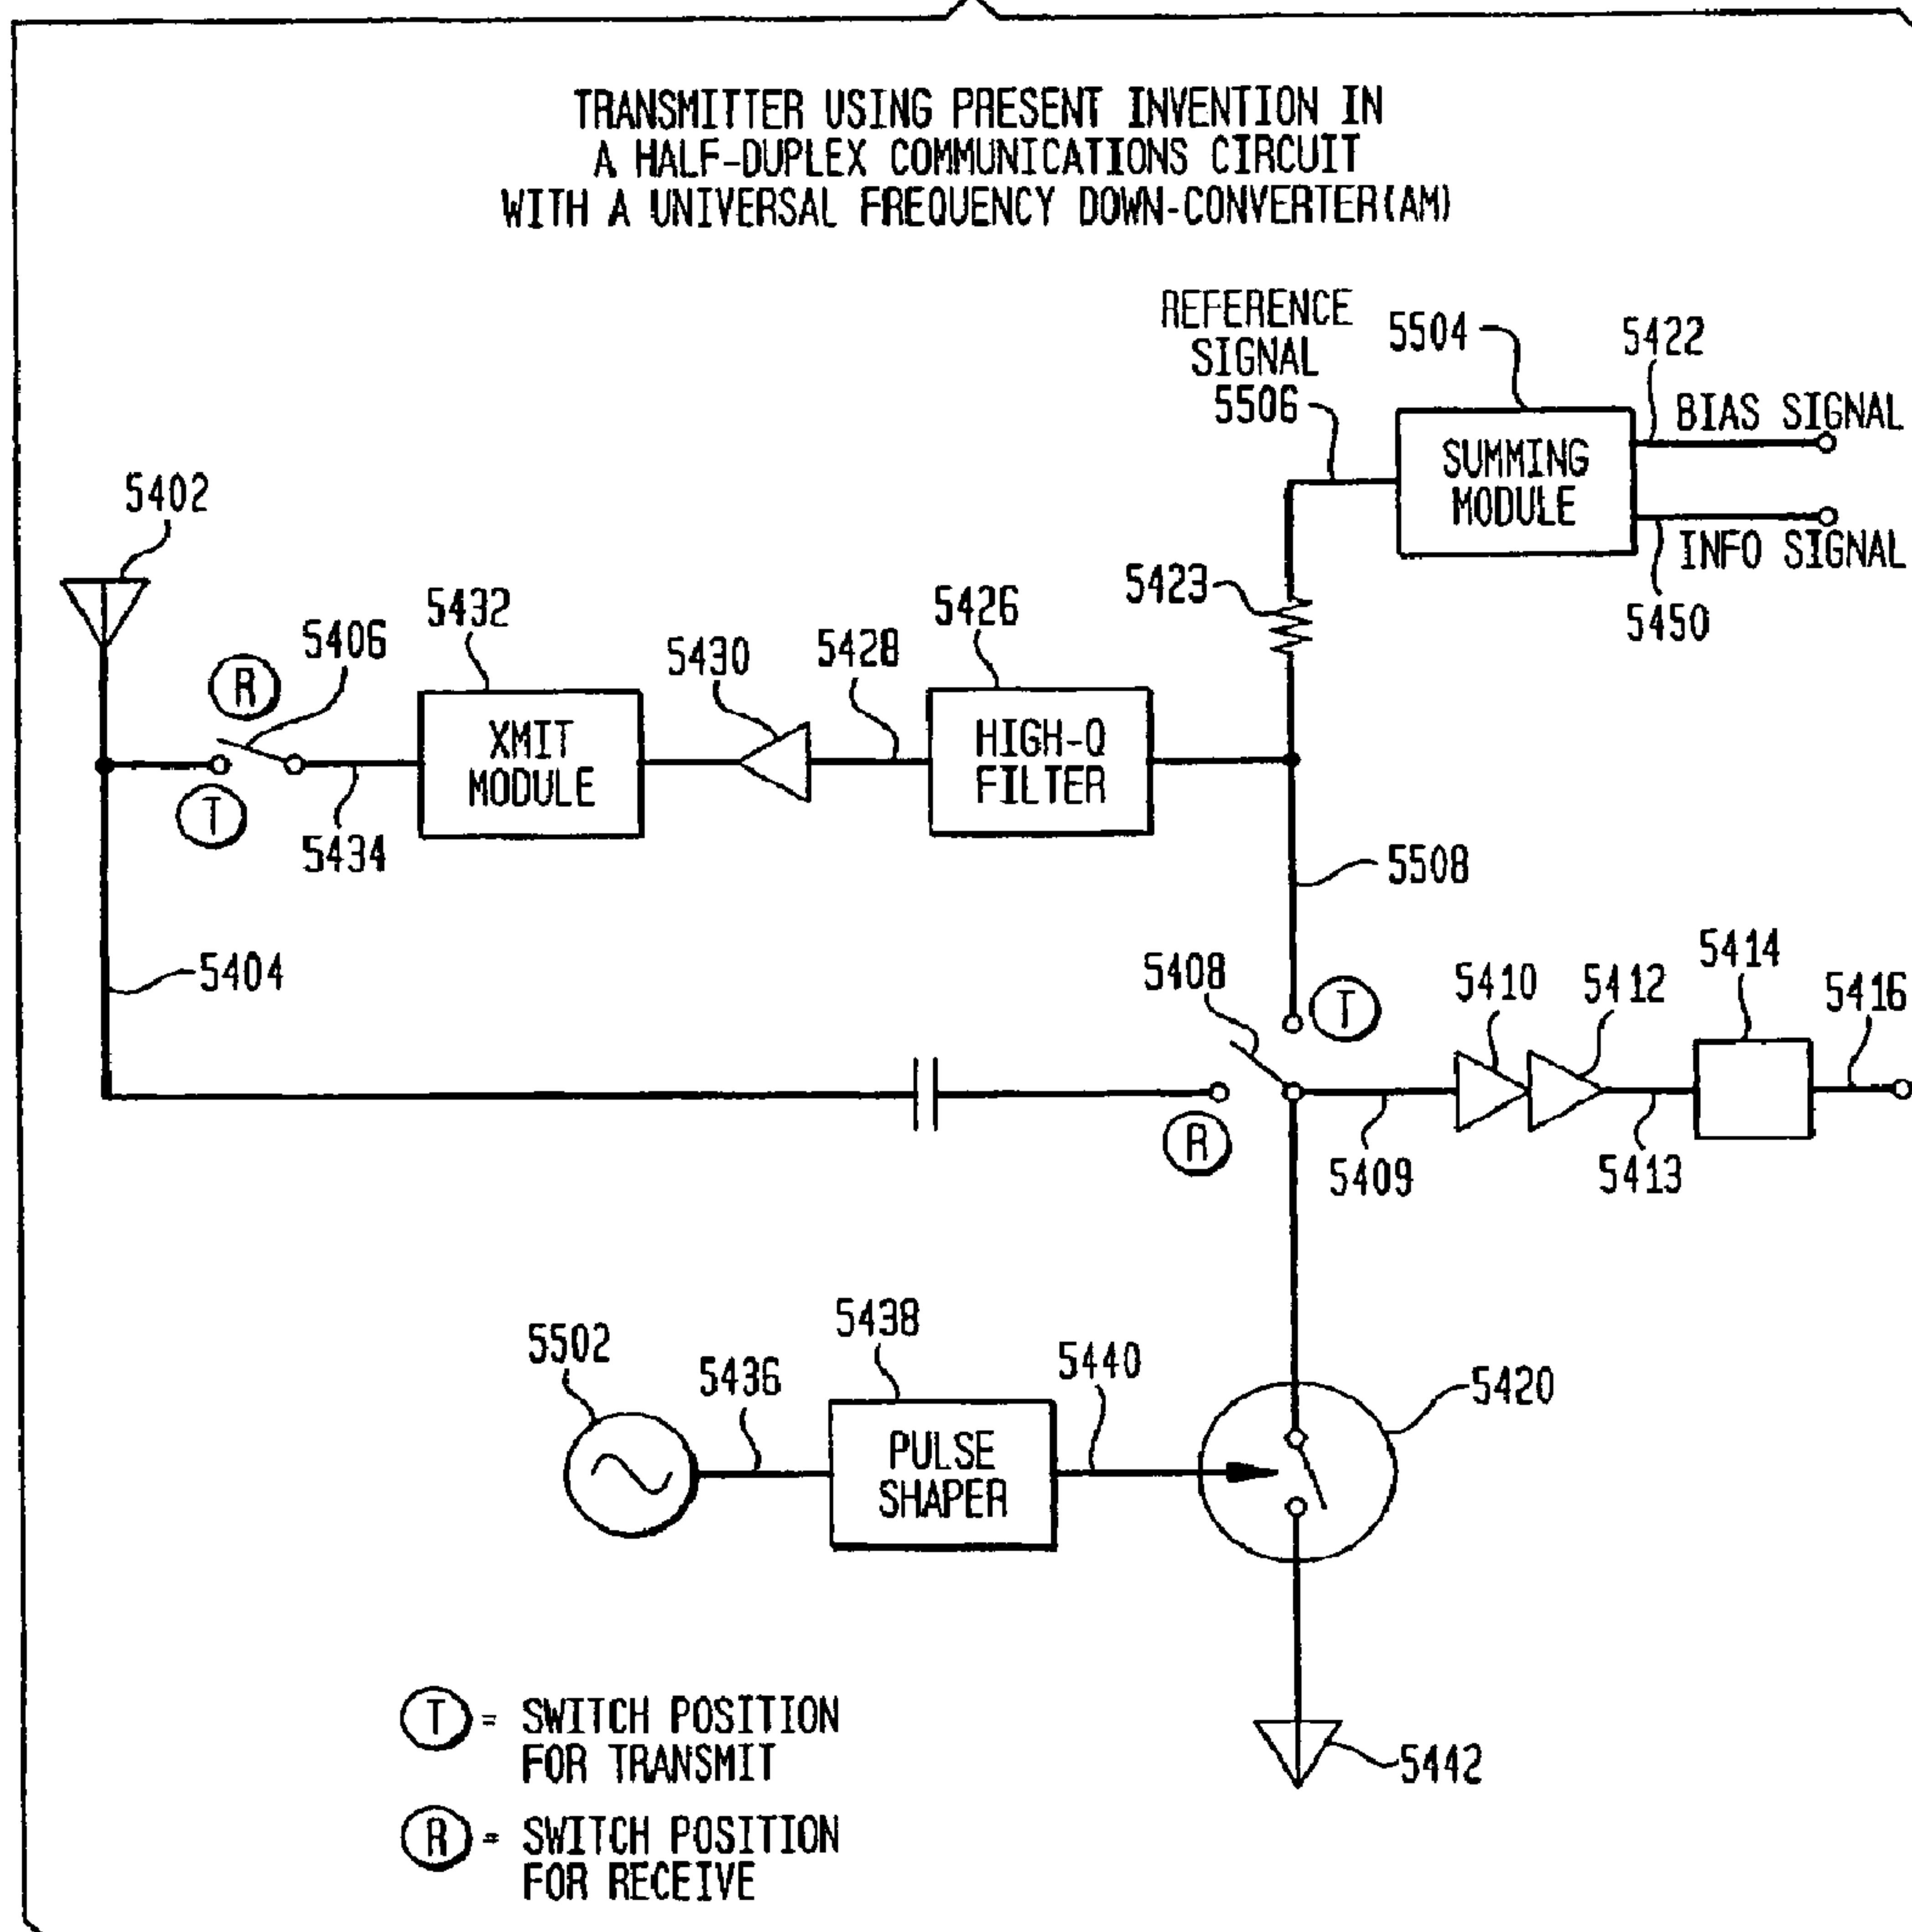 TRANSMITTER USING PRESENT INVENTION IN
A HALF-DUPLEX COMMUNICATIONS CIRCUIT
WITH A UNIVERSAL FREQUENCY DOWN-CONVERTER(AM)
REFERENCE
SIGNAL
5506
5504
5422
BIAS SIGNAL
SUMMING
MODULE
INFO SIGNAL
5450
5402
5406
R
T
5434
5432
XMIT
MODULE
5430
5428
5426
HIGH-Q
FILTER
5423
5508
5404
5408
T
R
5409
5410
5412
5413
5414
5416
5502
5436
5438
PULSE
SHAPER
5440
5420
5442
T = SWITCH POSITION
FOR TRANSMIT
R = SWITCH POSITION
FOR RECEIVE